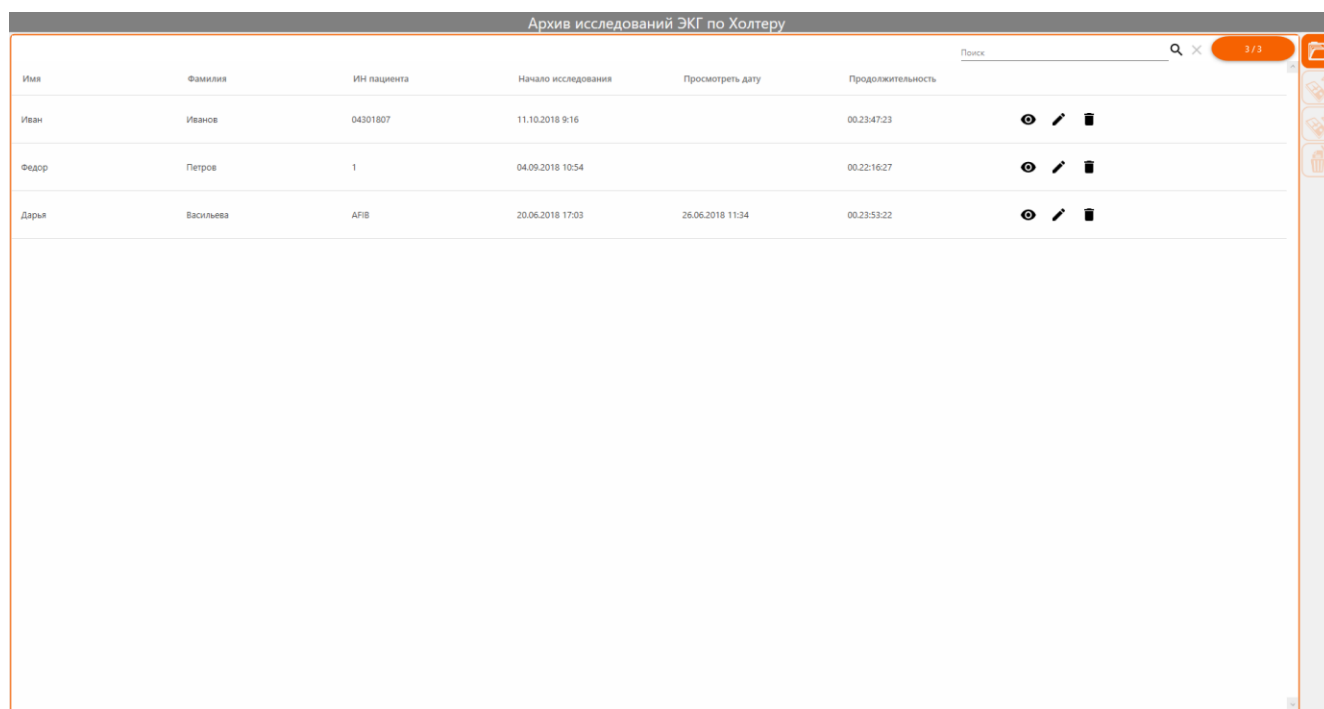 Архив исследований ЭКГ по Холтеру
Поиск 3 / 3
Имя Фамилия ИН пациента Начало исследования Просмотреть дату Продолжительность
Иван Иванов 04301807 11.10.2018 9:16 00.23:47:23
Федор Петров 1 04.09.2018 10:54 00.22:16:27
Дарья Васильева AFIB 20.06.2018 17:03 26.06.2018 11:34 00.23:53:22